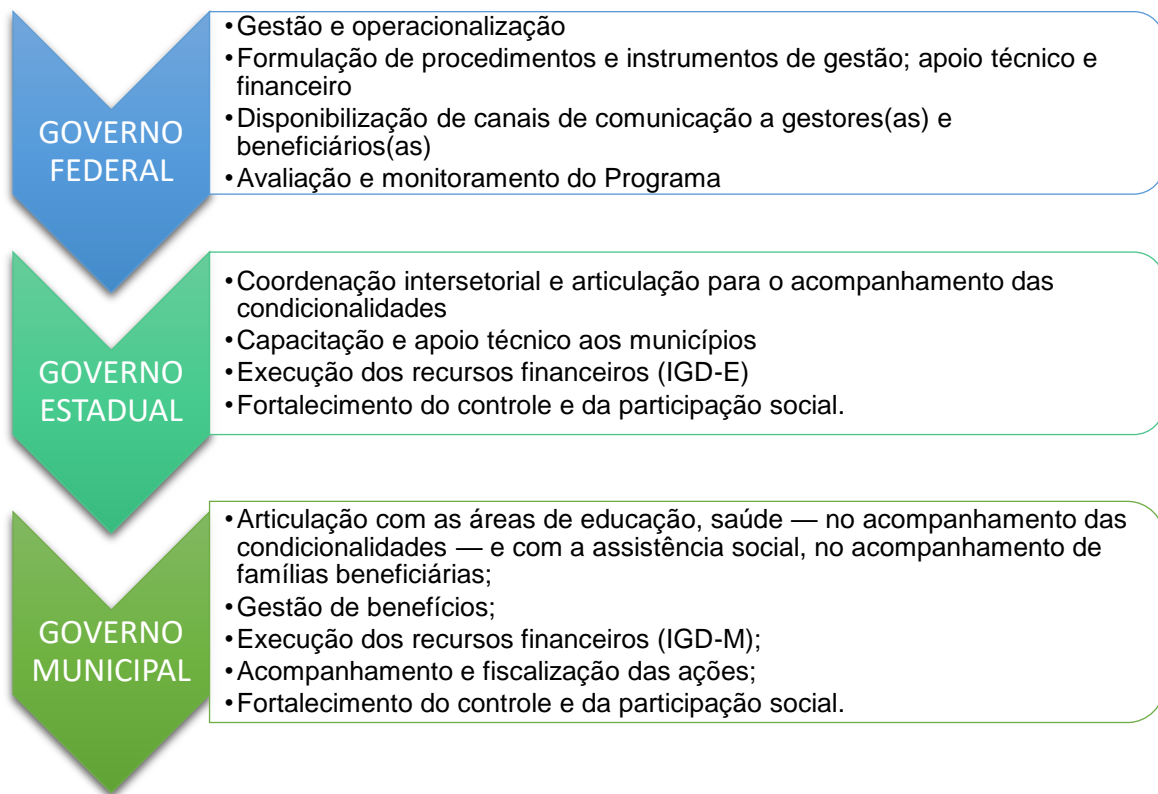 GOVERNO
FEDERAL
•Gestão e operacionalização
•Formulação de procedimentos e instrumentos de gestão; apoio técnico e
financeiro
•Disponibilização de canais de comunicação a gestores(as) e
beneficiários(as)
•Avaliação e monitoramento do Programa
GOVERNO
ESTADUAL
•Coordenação intersetorial e articulação para o acompanhamento das
condicionalidades
•Capacitação e apoio técnico aos municípios
•Execução dos recursos financeiros (IGD-E)
•Fortalecimento do controle e da participação social.
GOVERNO
MUNICIPAL
•Articulação com as áreas de educação, saúde — no acompanhamento das
condicionalidades — e com a assistência social, no acompanhamento de
famílias beneficiárias;
•Gestão de benefícios;
•Execução dos recursos financeiros (IGD-M);
•Acompanhamento e fiscalização das ações;
•Fortalecimento do controle e da participação social.